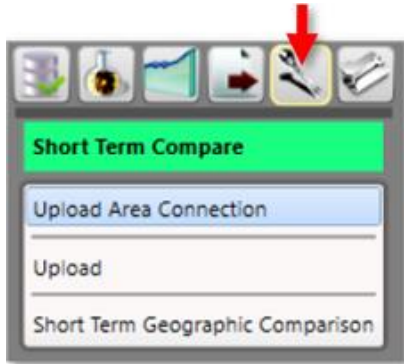 Short Term Compare
Upload Area Connection
Upload
Short Term Geographic Comparison